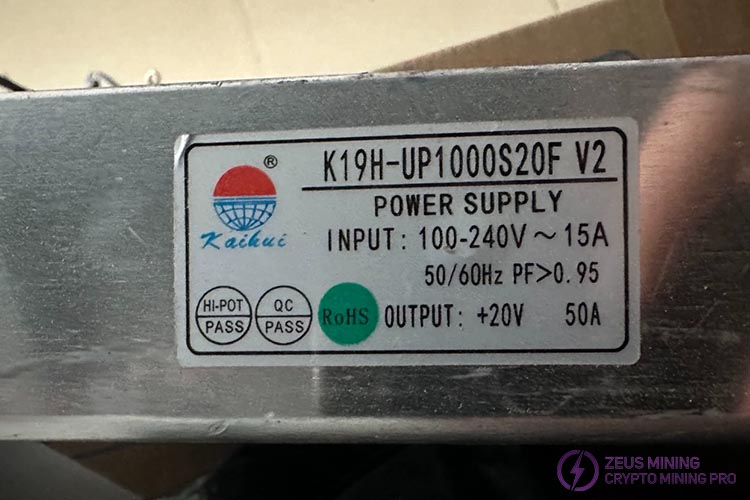 K19H-UP1000S20F V2
®
Kaihui
POWER SUPPLY
INPUT: 100-240V ~ 15A
50/60Hz PF>0.95
HI-POT
PASS
QC
PASS
RoHS
OUTPUT: +20V 50A
ZEUS MINING
CRYPTO MINING PRO